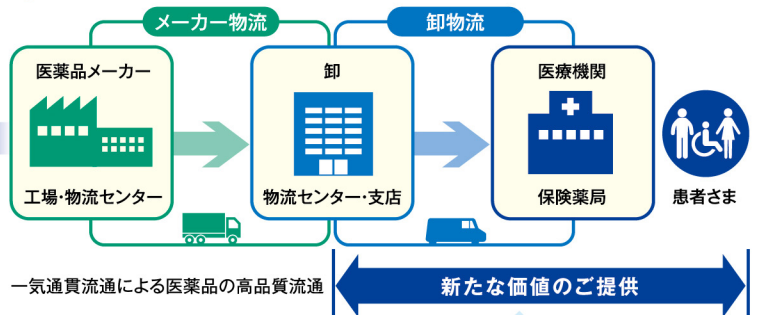 メーカー物流
卸物流
医薬品メーカー
卸
医療機関
工場・物流センター
物流センター・支店
保険薬局
患者さま
一気通貫流通による医薬品の高品質流通
新たな価値のご提供